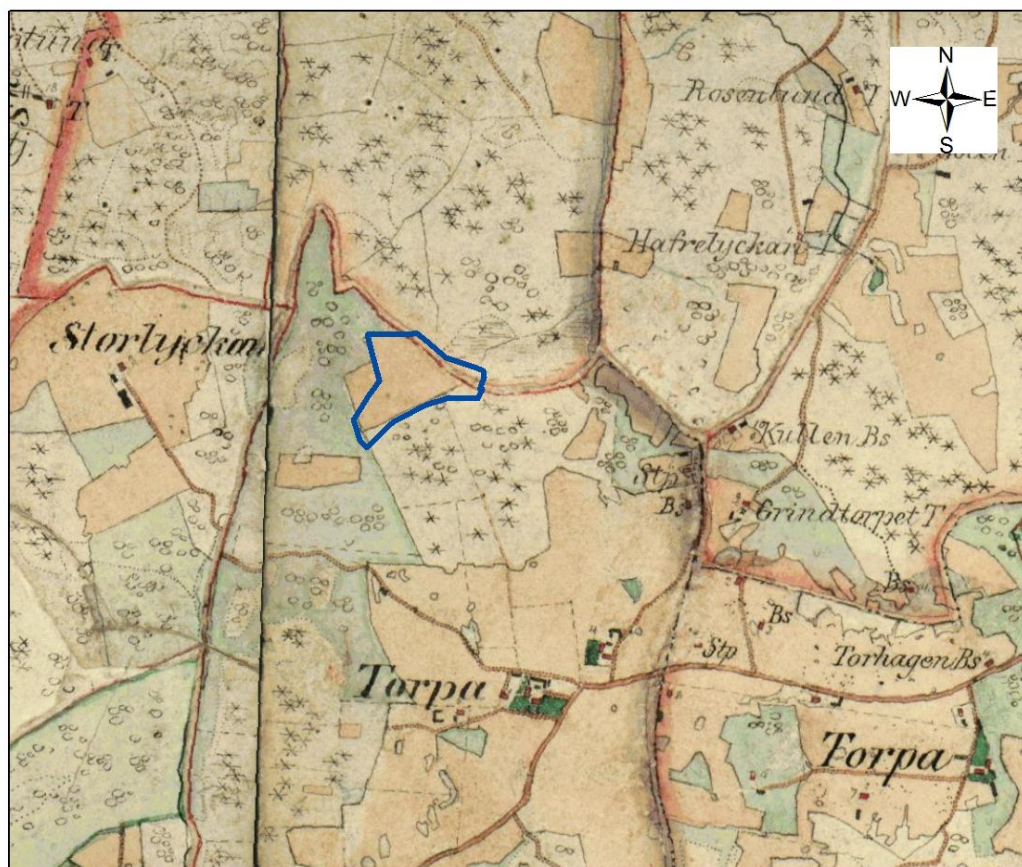 N
W E
S
Rosenlund T
T
Hafrelyckan
Storlyckan
Kullen Bs
Stp
Bs
Grindtorpet T
Bs
Bs
Stp
Torhagen Bs
Torpa
Torpa